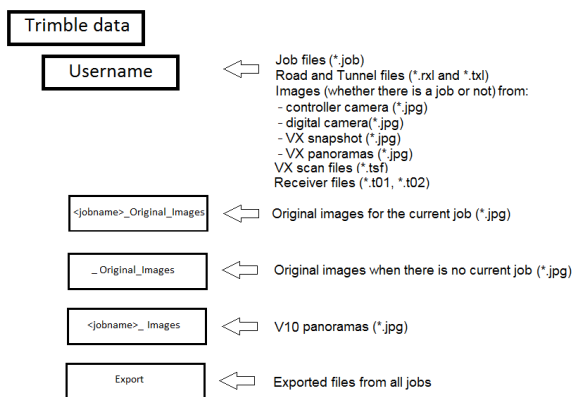 Trimble data
Username
Job files (*.job)
Road and Tunnel files (*.rxl and *.txl)
Images (whether there is a job or not) from:
- controller camera (*.jpg)
- digital camera(*.jpg)
- VX snapshot (*.jpg)
- VX panoramas (*.jpg)
VX scan files (*.tsf)
Receiver files (*.t01, *.t02)
<jobname>_Original_Images
Original images for the current job (*.jpg)
_ Original_Images
Original images when there is no current job (*.jpg)
<jobname>_ Images
V10 panoramas (*.jpg)
Export
Exported files from all jobs